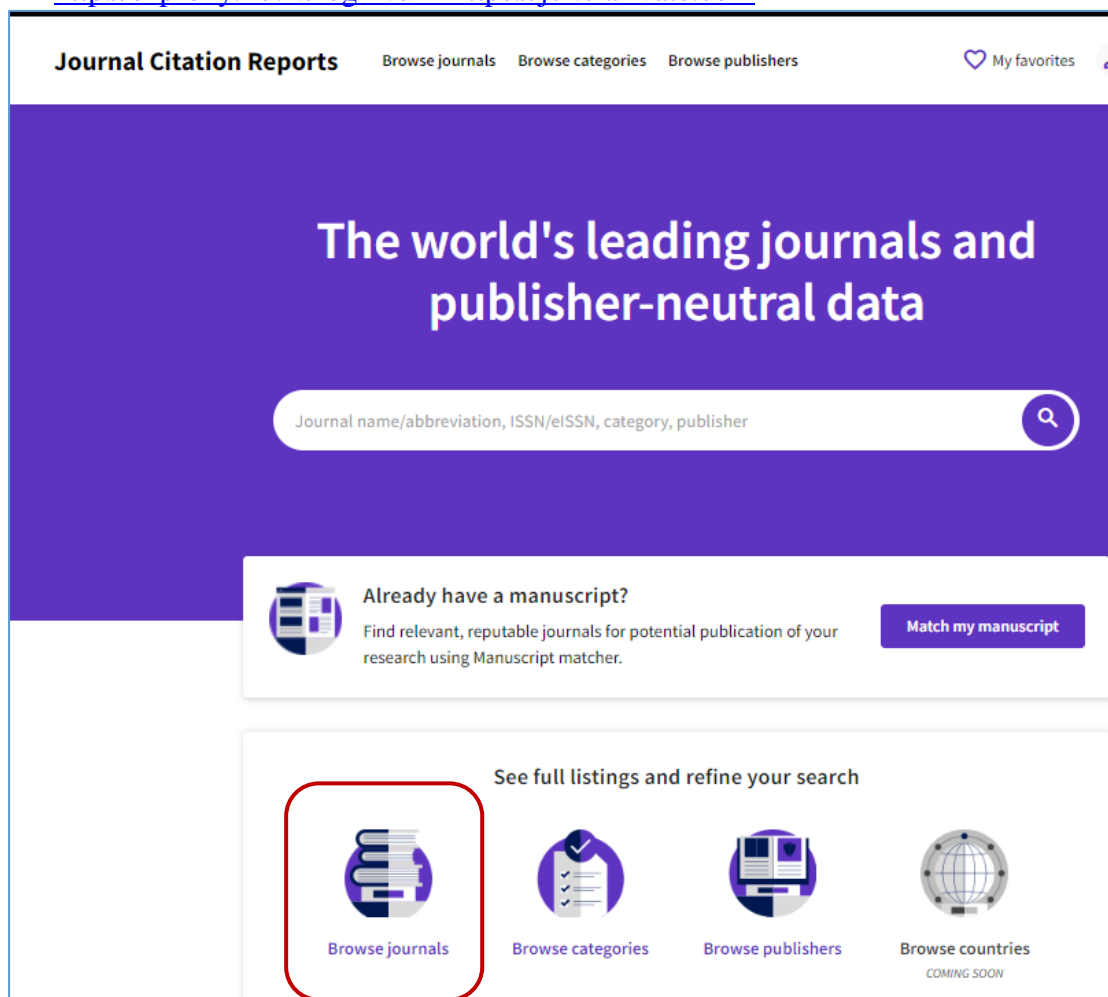 Journal Citation Reports Browse journals Browse categories Browse publishers My favorites
The world's leading journals and
publisher-neutral data
Journal name/abbreviation, ISSN/eISSN, category, publisher
Already have a manuscript?
Find relevant, reputable journals for potential publication of your
research using Manuscript matcher.
Match my manuscript
See full listings and refine your search
Browse journals Browse categories Browse publishers Browse countries
COMING SOON